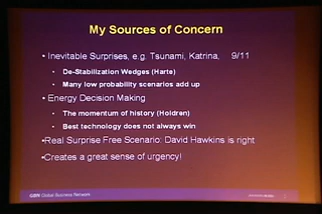 My Sources of Concern
• Inevitable Surprises, e.g. Tsunami, Katrina, 9/11
• De-Stabilization Wedges (Harte)
• Many low probability scenarios add up
• Energy Decision Making
• The momentum of history (Holdren)
• Best technology does not always win
•Real Surprise Free Scenario: David Hawkins is right
•Creates a great sense of urgency!
GBN Global Business Network